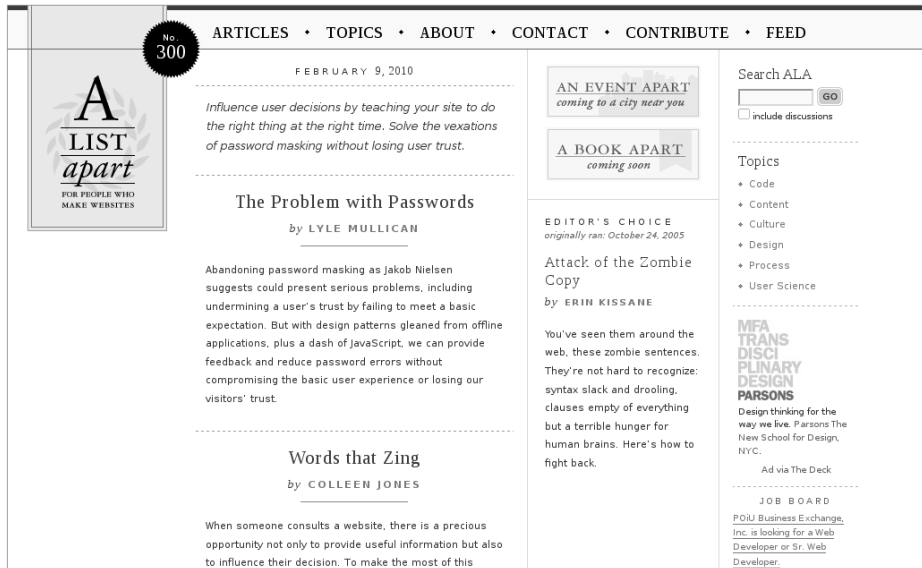 No.
300
ARTICLES • TOPICS • ABOUT • CONTACT • CONTRIBUTE • FEED
A
LIST
apart
FOR PEOPLE WHO
MAKE WEBSITES
FEBRUARY 9, 2010
Influence user decisions by teaching your site to do
the right thing at the right time. Solve the vexations
of password masking without losing user trust.
The Problem with Passwords
by LYLE MULLICAN
Abandoning password masking as Jakob Nielsen
suggests could present serious problems, including
undermining a user's trust by failing to meet a basic
expectation. But with design patterns gleaned from offline
applications, plus a dash of JavaScript, we can provide
feedback and reduce password errors without
compromising the basic user experience or losing our
visitors' trust.
Words that Zing
by COLLEEN JONES
When someone consults a website, there is a precious
opportunity not only to provide useful information but also
to influence their decision. To make the most of this
AN EVENT APART
coming to a city near you
A BOOK APART
coming soon
EDITOR'S CHOICE
originally ran: October 24, 2005
Attack of the Zombie
Copy
by ERIN KISSANE
You've seen them around the
web, these zombie sentences.
They're not hard to recognize:
syntax slack and drooling,
clauses empty of everything
but a terrible hunger for
human brains. Here's how to
fight back.
Search ALA
GO
include discussions
Topics
Code
Content
Culture
Design
Process
User Science
MFA
TRANS
DISCI
PLINARY
DESIGN
PARSONS
Design thinking for the
way we live. Parsons The
New School for Design,
NYC.
Ad via The Deck
JOB BOARD
POiU Business Exchange,
Inc. is looking for a Web
Developer or Sr. Web
Developer.